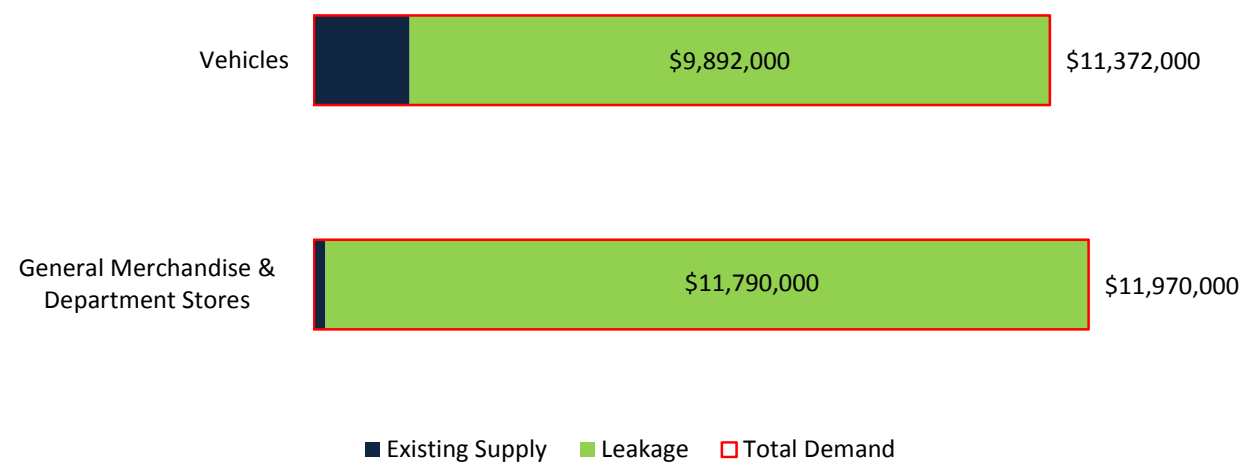 Vehicles
$9,892,000
$11,372,000
General Merchandise &
Department Stores
$11,790,000
$11,970,000
Existing Supply
Leakage
Total Demand